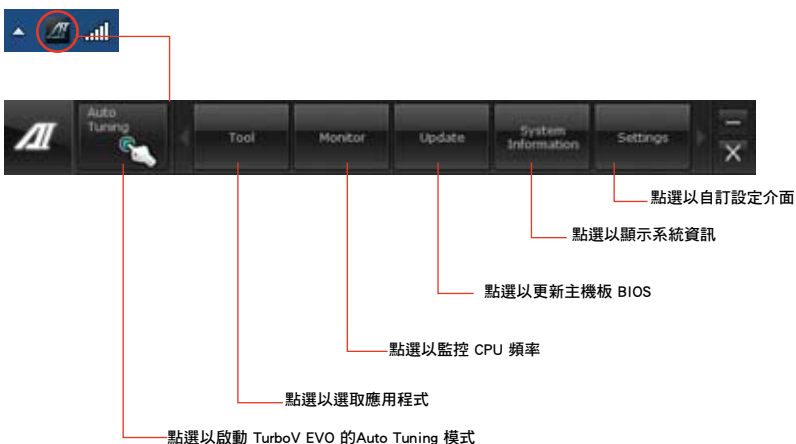 Auto
Tuning
Tool
Monitor
Update
System
Information
Settings
點選以自訂設定介面
點選以顯示系統資訊
點選以更新主機板 BIOS
點選以監控 CPU 頻率
點選以選取應用程式
點選以啟動 TurboV EVO 的Auto Tuning 模式